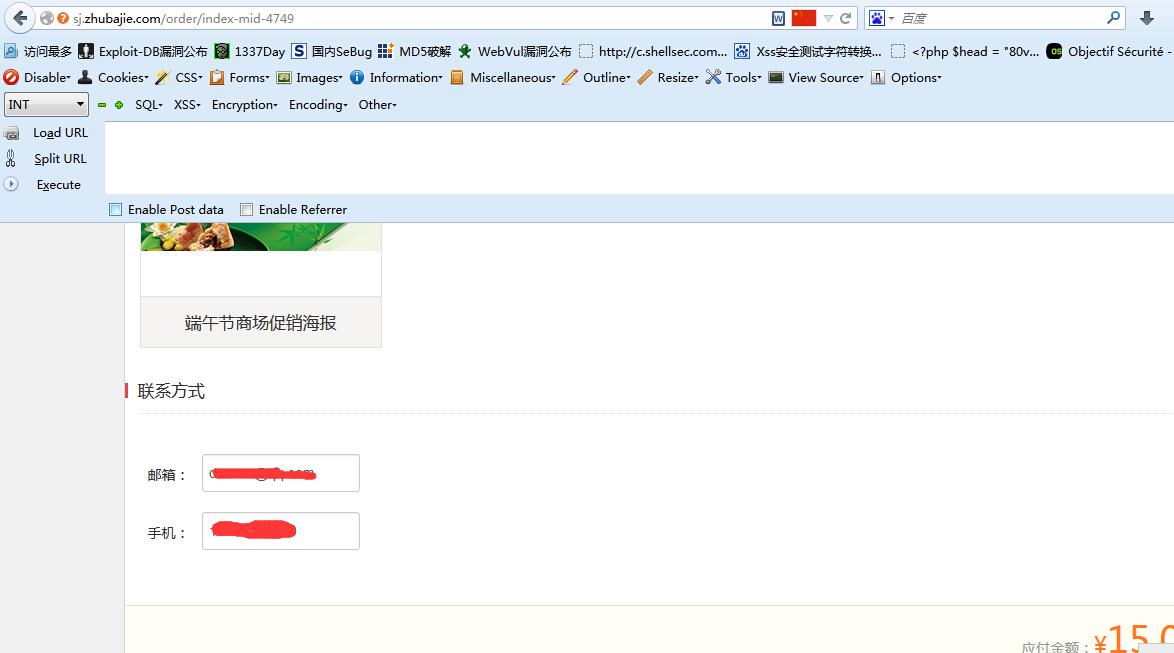 sj.zhubajie.com/order/index-mid-4749
百度
访问最多 Exploit-DB漏洞公布 1337Day 国内SeBug MD5破解 WebVul漏洞公布 http://c.shellsec.com... Xss安全测试字符转换... <?php $head = "80v... Objectif Sécurité -
Disable Cookies CSS Forms Images Information Miscellaneous Outline Resize Tools View Source Options
INT SQL XSS Encryption Encoding Other
Load URL
Split URL
Execute
Enable Post data Enable Referrer
端午节商场促销海报
联系方式
邮箱：
手机：
应付金额：¥15.0